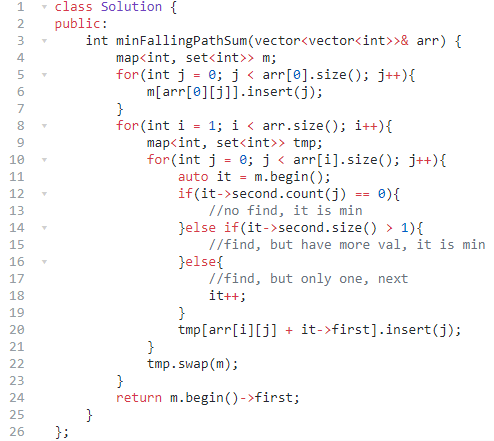 1 class Solution {
2 public:
3     int minFallingPathSum(vector<vector<int>>& arr) {
4         map<int, set<int>> m;
5         for(int j = 0; j < arr[0].size(); j++){
6             m[arr[0][j]].insert(j);
7         }
8         for(int i = 1; i < arr.size(); i++){
9             map<int, set<int>> tmp;
10             for(int j = 0; j < arr[i].size(); j++){
11                 auto it = m.begin();
12                 if(it->second.count(j) == 0){
13                     //no find, it is min
14                 }else if(it->second.size() > 1){
15                     //find, but have more val, it is min
16                 }else{
17                     //find, but only one, next
18                     it++;
19                 }
20                 tmp[arr[i][j] + it->first].insert(j);
21             }
22             tmp.swap(m);
23         }
24         return m.begin()->first;
25     }
26 };